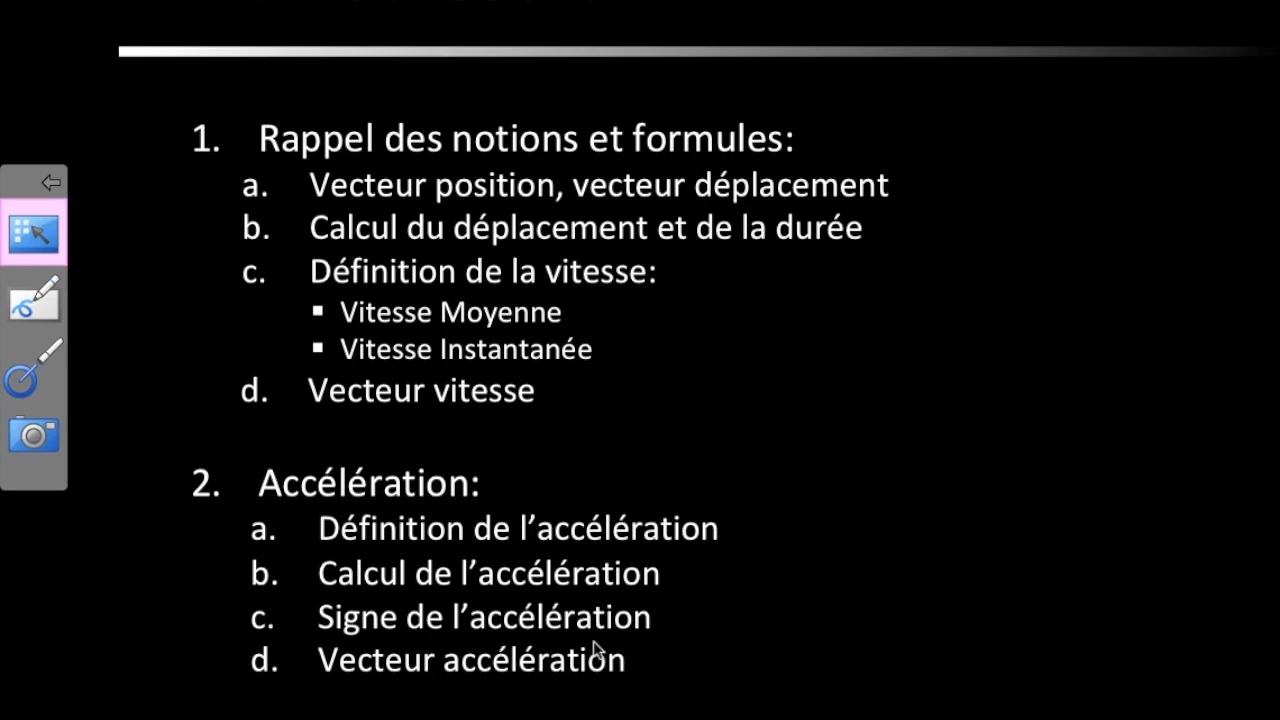 1. Rappel des notions et formules:
a. Vecteur position, vecteur déplacement
b. Calcul du déplacement et de la durée
c. Définition de la vitesse:
▪ Vitesse Moyenne
▪ Vitesse Instantanée
d. Vecteur vitesse
2. Accélération:
a. Définition de l’accélération
b. Calcul de l’accélération
c. Signe de l’accélération
d. Vecteur accélération